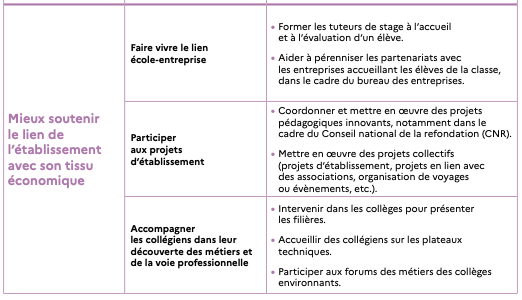 Mieux soutenir
le lien de
l’établissement
avec son tissu
économique
Faire vivre le lien
école-entreprise
• Former les tuteurs de stage à l’accueil
et à l’évaluation d’un élève.
• Aider à pérenniser les partenariats avec
les entreprises accueillant les élèves de la classe,
dans le cadre du bureau des entreprises.
Participer
aux projets
d’établissement
• Coordonner et mettre en œuvre des projets
pédagogiques innovants, notamment dans le
cadre du Conseil national de la refondation (CNR).
• Mettre en œuvre des projets collectifs
(projets d’établissement, projets en lien avec
des associations, organisation de voyages
ou évènements, etc.).
Accompagner
les collégiens dans leur
découverte des métiers et
de la voie professionnelle
• Intervenir dans les collèges pour présenter
les filières.
• Accueillir des collégiens sur les plateaux
techniques.
• Participer aux forums des métiers des collèges
environnants.